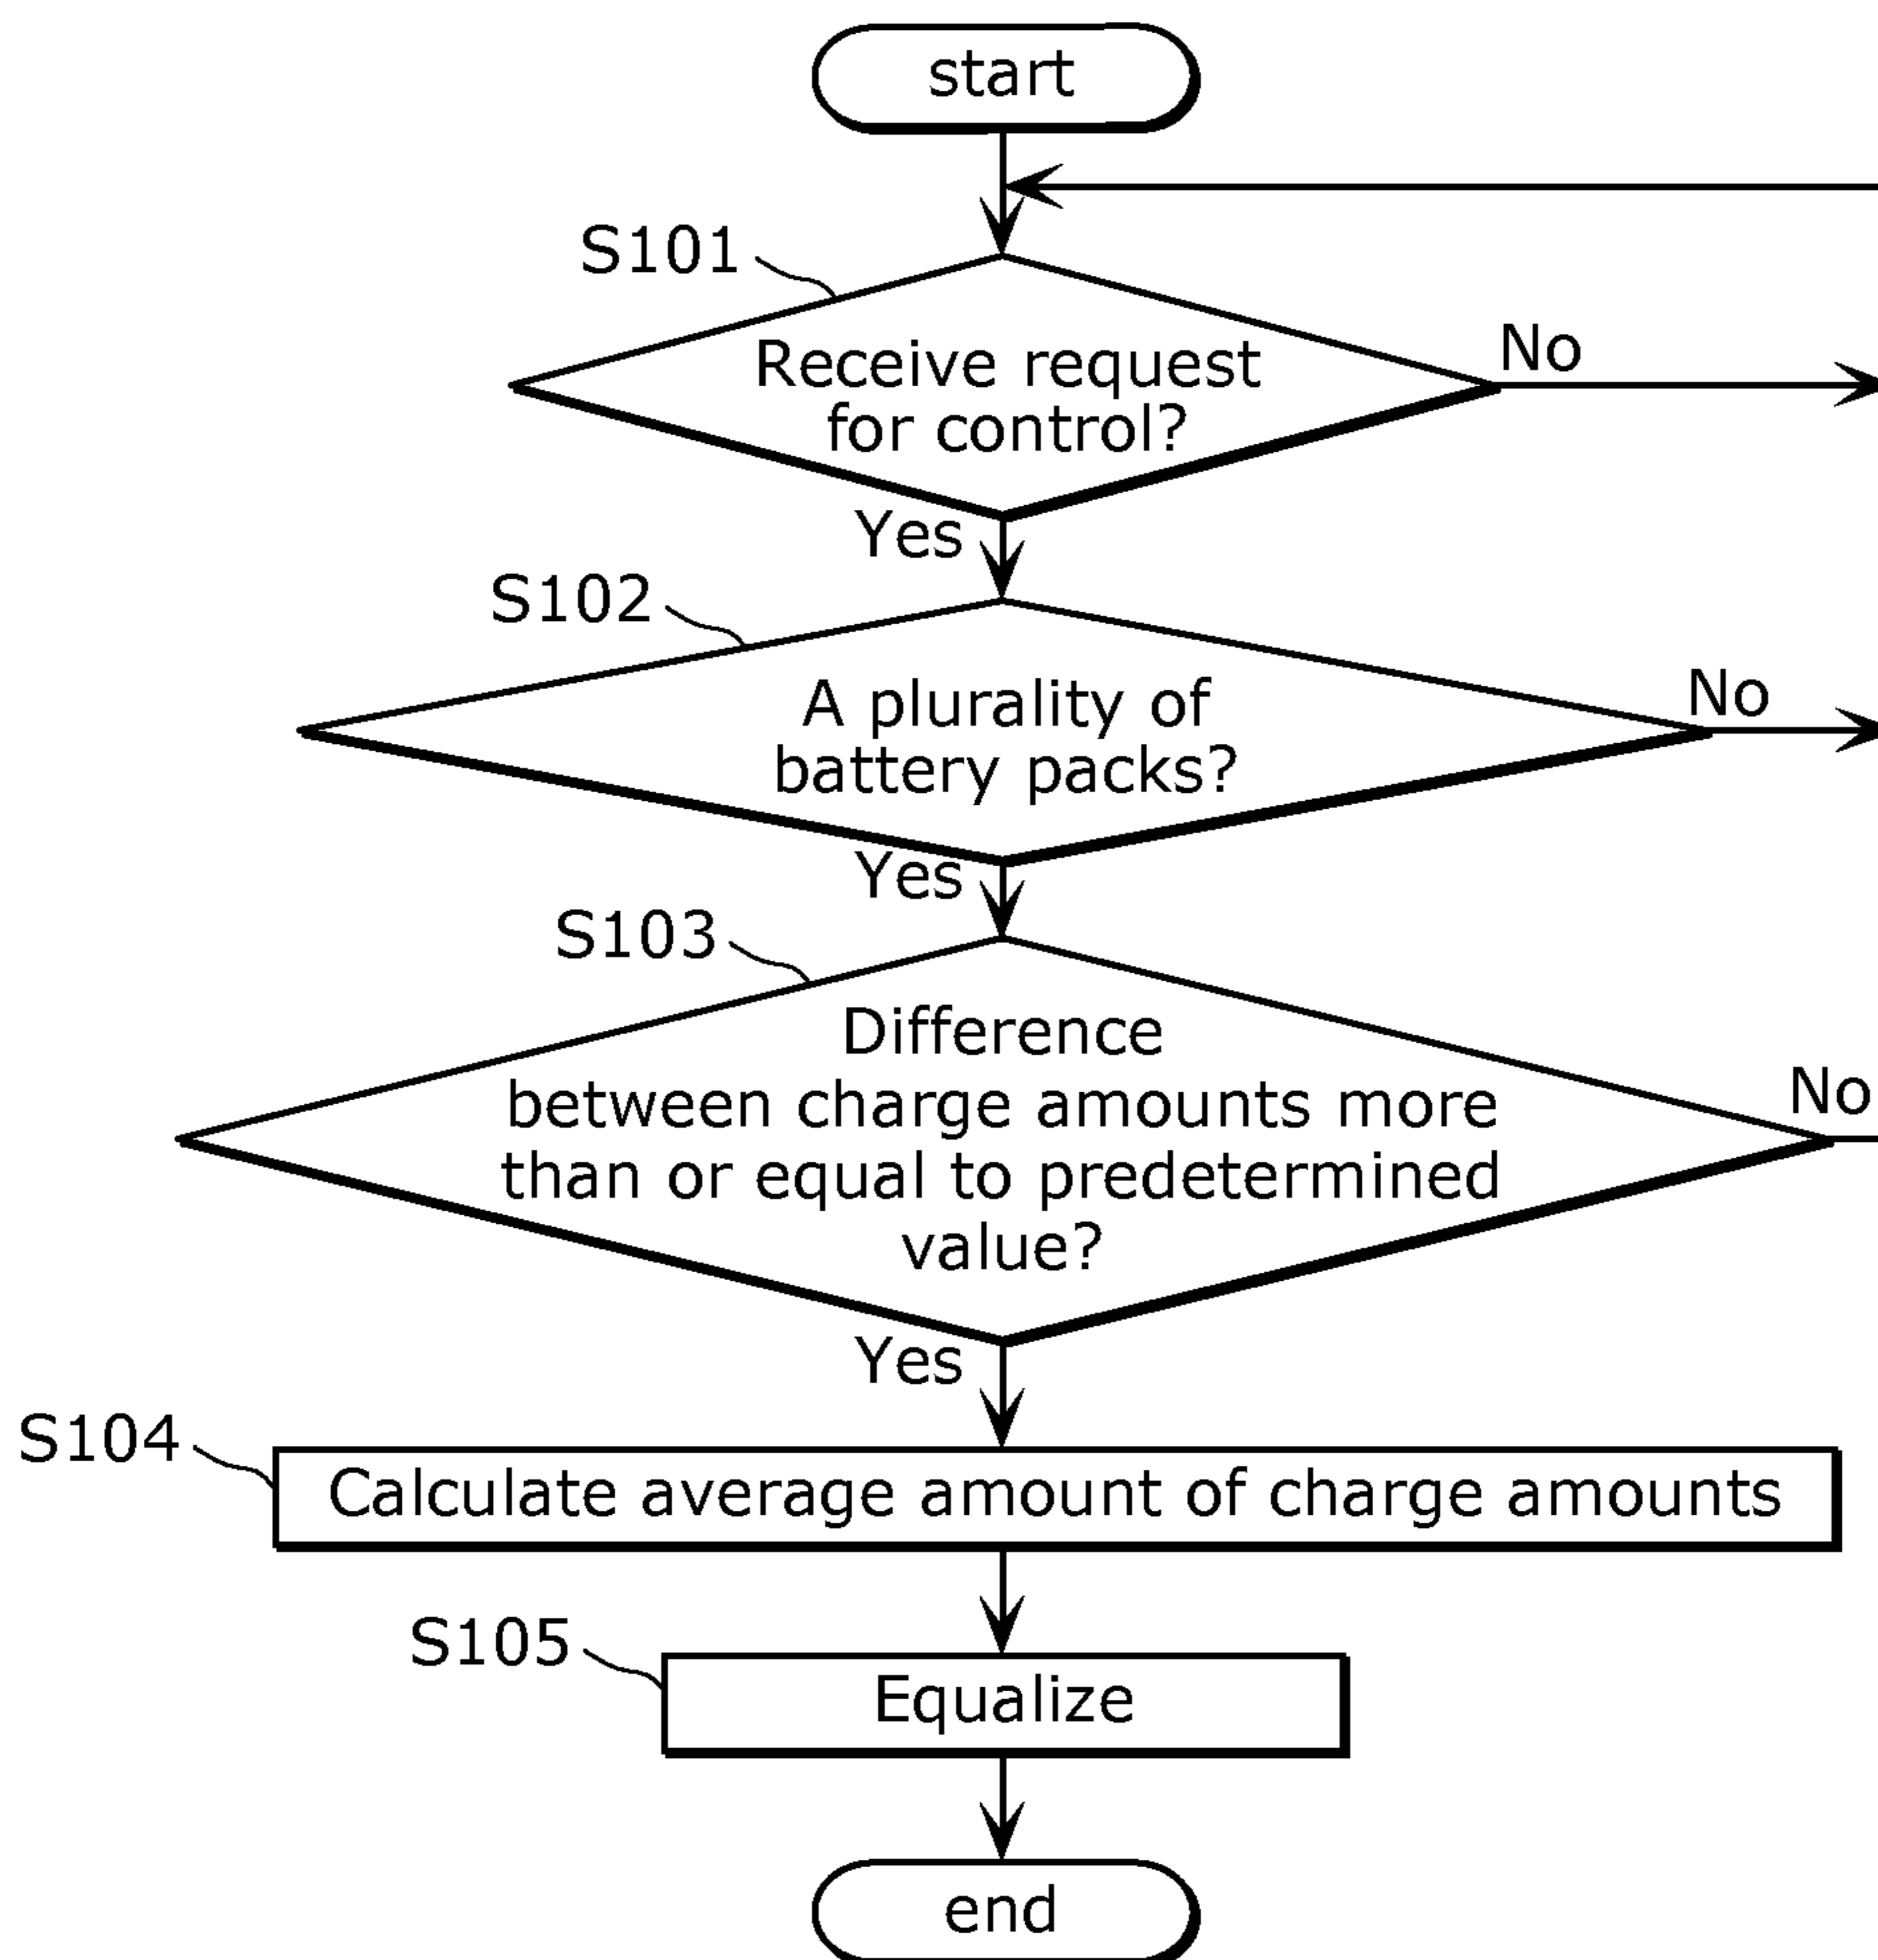 start
S101
Receive request
for control?
No
Yes
S102
A plurality of
battery packs?
No
Yes
S103
Difference
between charge amounts more
than or equal to predetermined
value?
No
Yes
S104
Calculate average amount of charge amounts
S105
Equalize
end